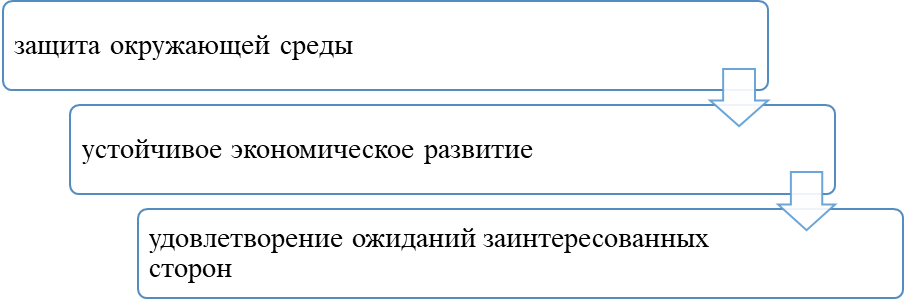 защита окружающей среды
устойчивое экономическое развитие
удовлетворение ожиданий заинтересованных
сторон